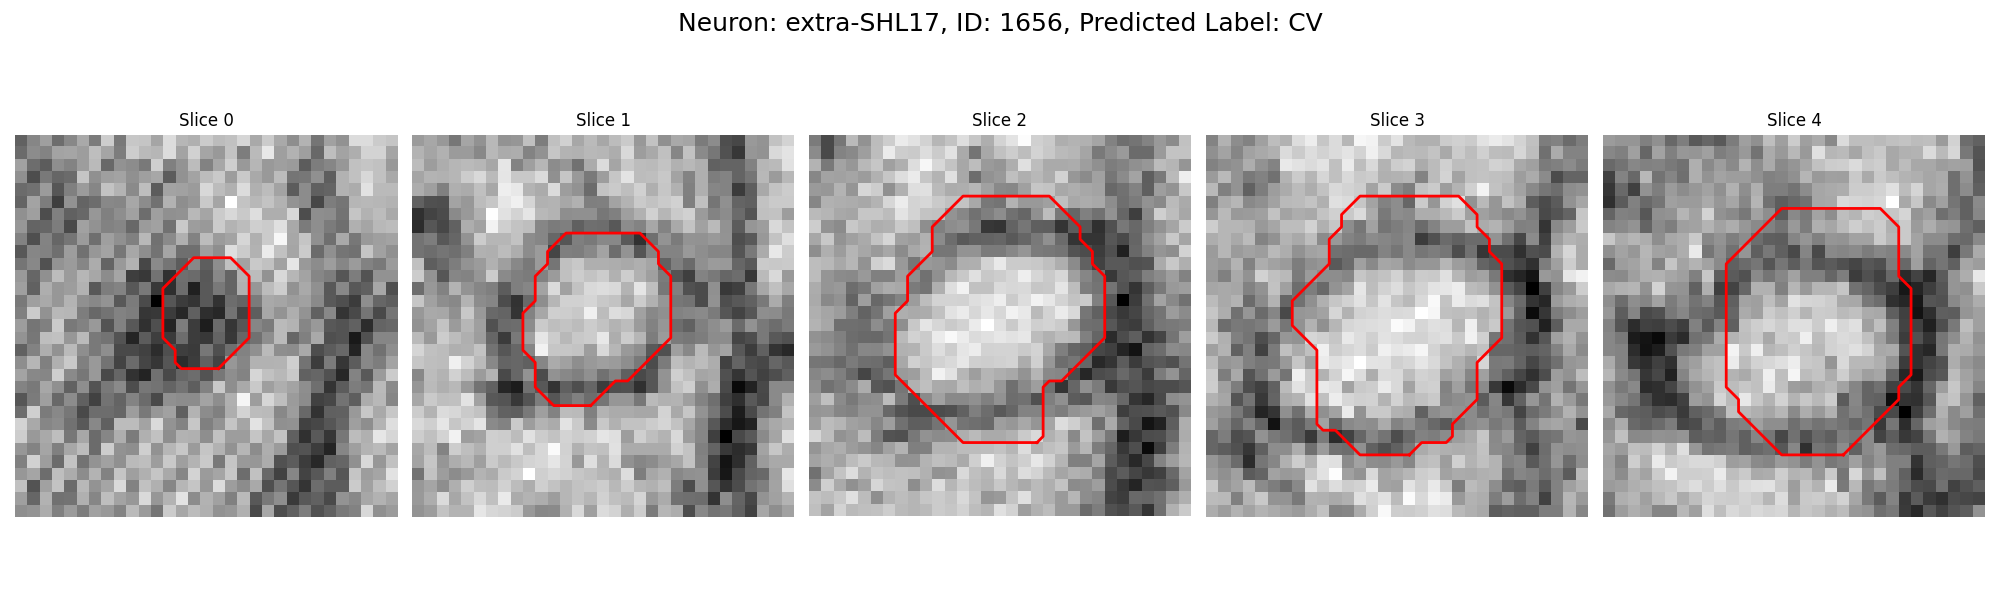 Neuron: extra-SHL17, ID: 1656, Predicted Label: CV
Slice 0
Slice 1
Slice 2
Slice 3
Slice 4